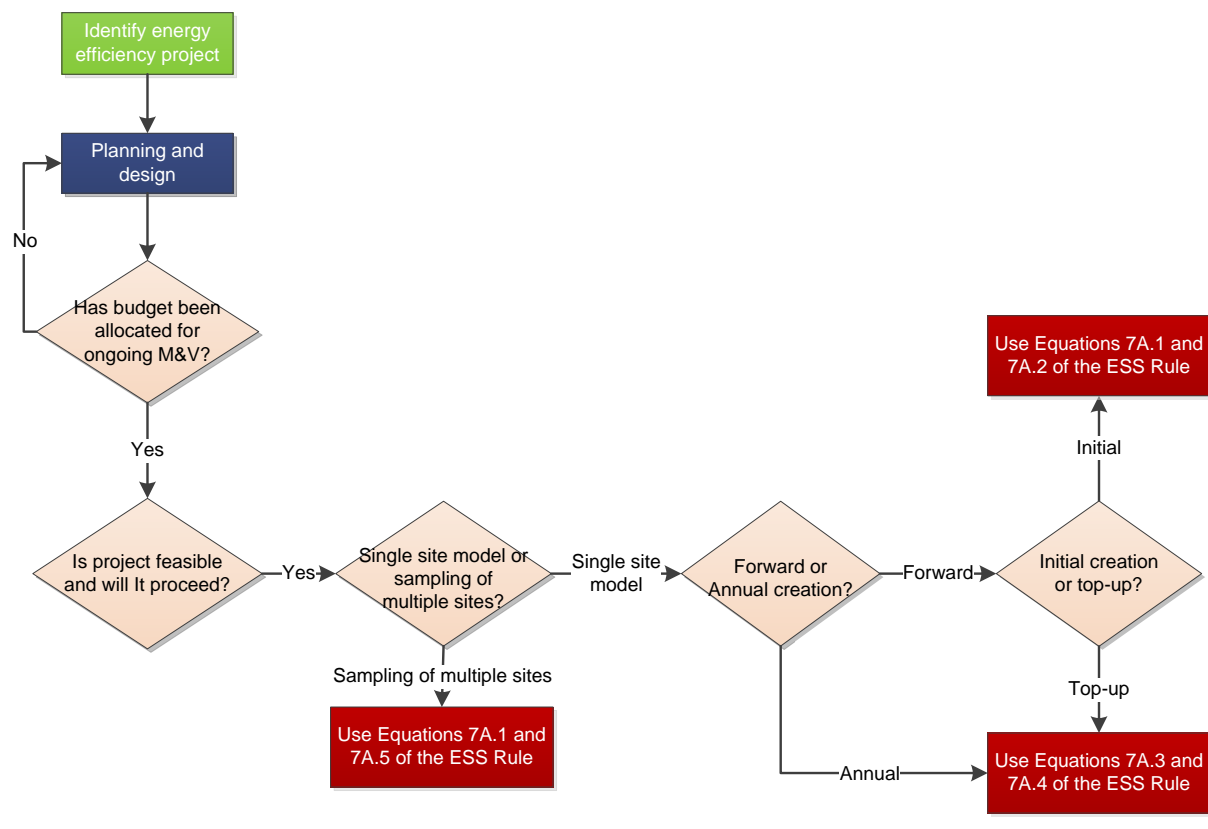 Identify energy
efficiency project
Planning and
design
No
Has budget been
allocated for
ongoing M&V?
Yes
Is project feasible
and will It proceed?
Yes
Single site model or
sampling of
multiple sites?
Single site
model
Forward or
Annual creation?
Forward
Initial creation
or top-up?
Initial
Use Equations 7A.1 and
7A.2 of the ESS Rule
Top-up
Sampling of multiple sites
Use Equations 7A.1 and
7A.5 of the ESS Rule
Annual
Use Equations 7A.3 and
7A.4 of the ESS Rule